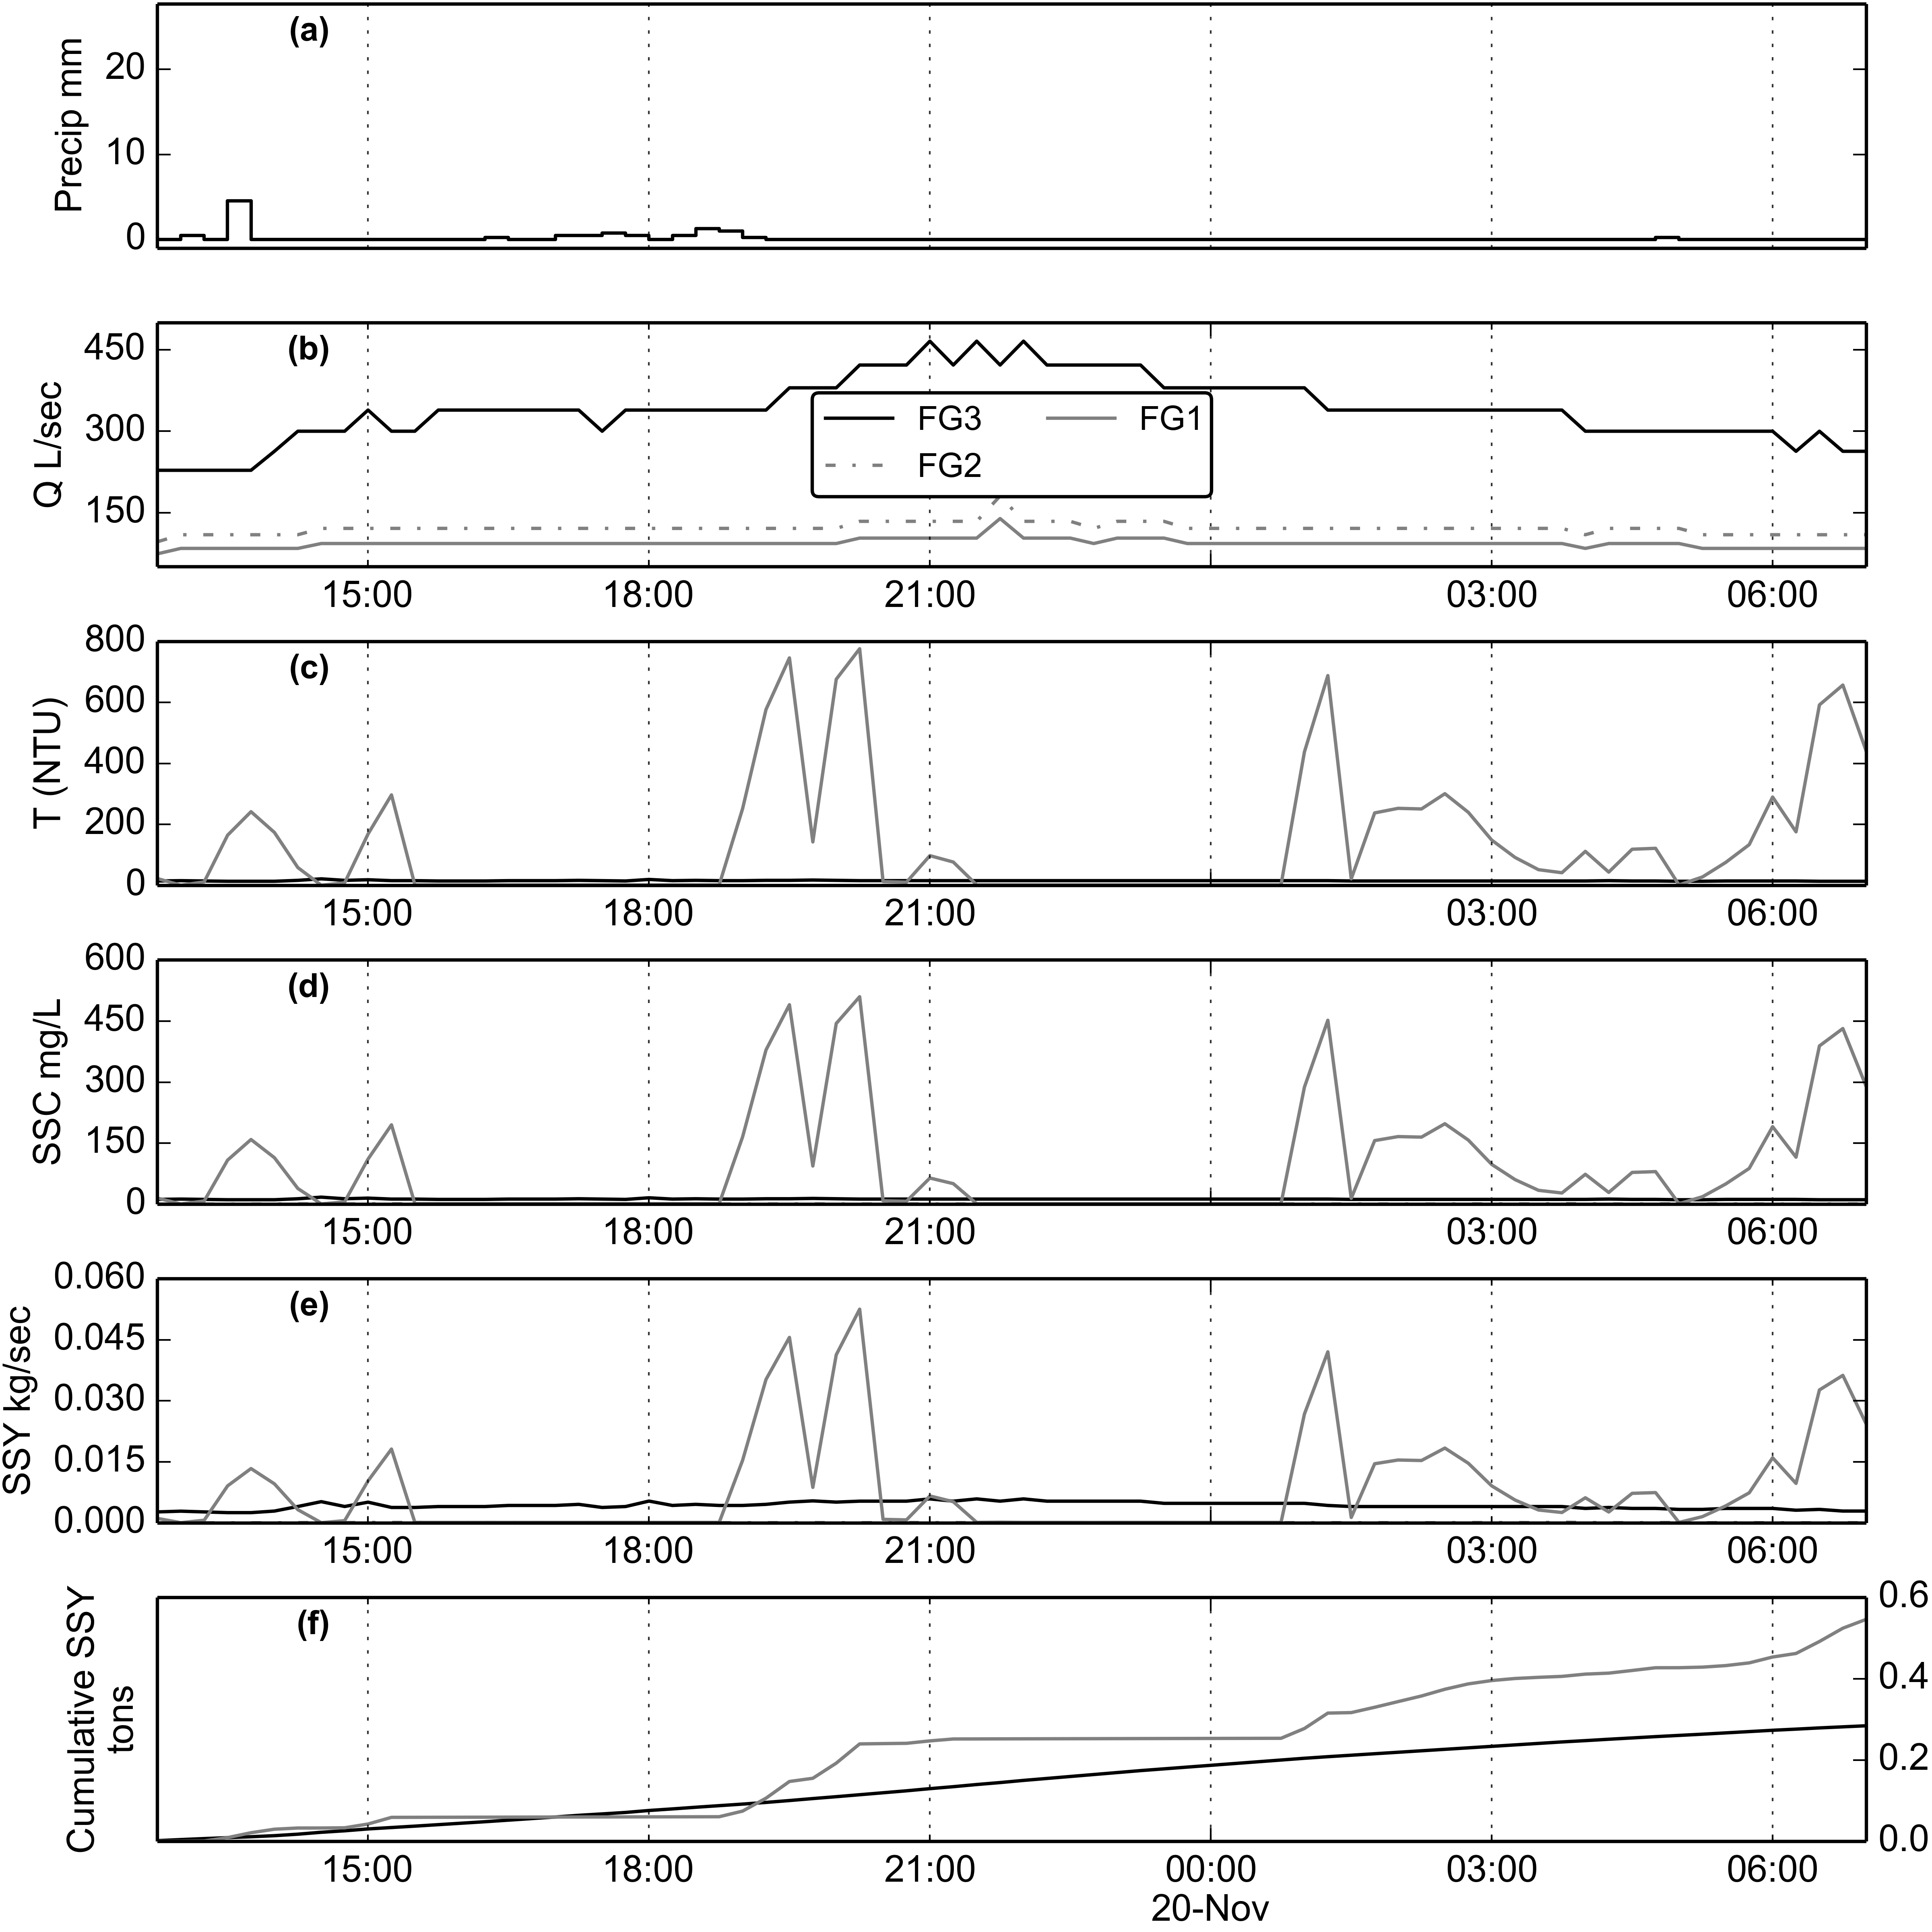 (a)
Precip mm
20
10
0
(b)
Q L/sec
450
300
150
FG3 FG1
FG2
15:00 18:00 21:00 03:00 06:00
(c)
T (NTU)
800
600
400
200
0
15:00 18:00 21:00 03:00 06:00
(d)
SSC mg/L
600
450
300
150
0
15:00 18:00 21:00 03:00 06:00
(e)
SSY kg/sec
0.060
0.045
0.030
0.015
0.000
15:00 18:00 21:00 03:00 06:00
(f)
Cumulative SSY
tons
0.6
0.4
0.2
0.0
15:00 18:00 21:00 00:00 03:00 06:00
20-Nov